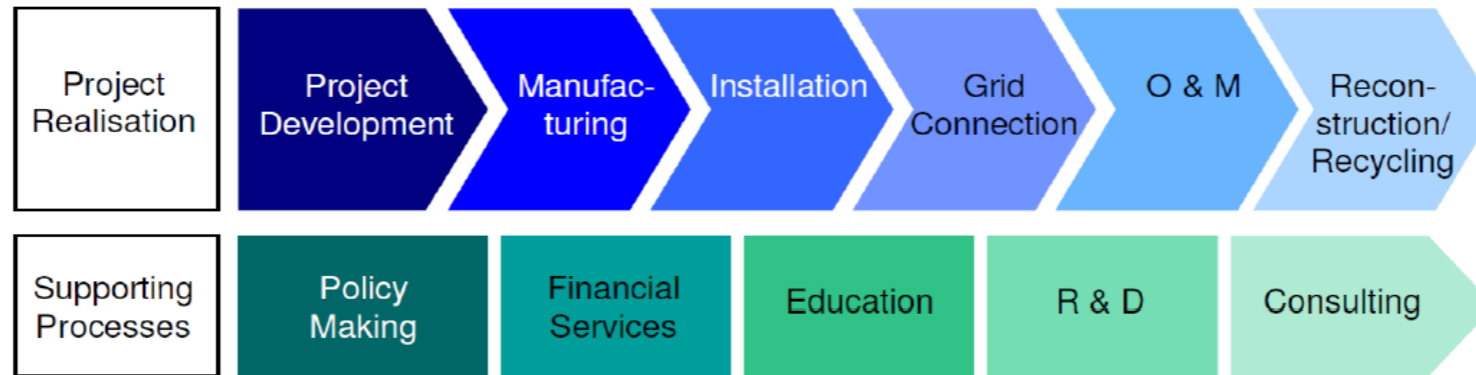 Project
Realisation
Project
Development
Manufac-
turing
Installation
Grid
Connection
O & M
Recon-
struction/
Recycling
Supporting
Processes
Policy
Making
Financial
Services
Education
R & D
Consulting